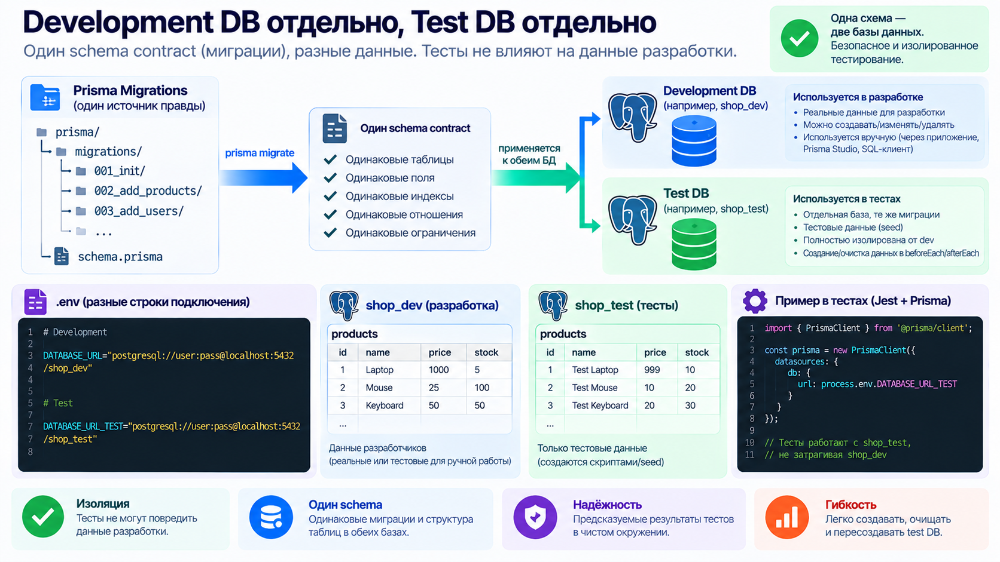 Development DB отдельно, Test DB отдельно
Один schema contract (миграции), разные данные. Тесты не влияют на данные разработки.
Одна схема —
две базы данных.
Безопасное и изолированное
тестирование.
Prisma Migrations
(один источник правды)
prisma/
migrations/
001_init/
002_add_products/
003_add_users/
...
schema.prisma
prisma migrate
Один schema contract
Одинаковые таблицы
Одинаковые поля
Одинаковые индексы
Одинаковые отношения
Одинаковые ограничения
применяется
к обеим БД
Development DB
(например, shop_dev)
Используется в разработке
• Реальные данные для разработки
• Можно создавать/изменять/удалять
• Используется вручную (через приложение,
Prisma Studio, SQL-клиент)
Test DB
(например, shop_test)
Используется в тестах
• Отдельная база, те же миграции
• Тестовые данные (seed)
• Полностью изолирована от dev
• Создание/очистка данных в beforeEach/afterEach
.env (разные строки подключения)
1 # Development
2
3 DATABASE_URL="postgresql://user:pass@localhost:5432
4 /shop_dev"
4
5
5 # Test
7
7 DATABASE_URL_TEST="postgresql://user:pass@localhost:5432
7 /shop_test"
8
shop_dev (разработка)
products
id name price stock
1 Laptop 1000 5
2 Mouse 25 100
3 Keyboard 50 50
...
Данные разработчиков
(реальные или тестовые для ручной работы)
shop_test (тесты)
products
id name price stock
1 Test Laptop 999 10
2 Test Mouse 10 20
3 Test Keyboard 20 30
...
Только тестовые данные
(создаются скриптами/seed)
Пример в тестах (Jest + Prisma)
1 import { PrismaClient } from '@prisma/client';
2
3 const prisma = new PrismaClient({
4 datasources: {
4 db: {
5 url: process.env.DATABASE_URL_TEST
6 }
7 }
8 });
9
10 // Тесты работают с shop_test,
11 // не затрагивая shop_dev
Изоляция
Тесты не могут повредить
данные разработки.
Один schema
Одинаковые миграции и структура
таблиц в обеих базах.
Надёжность
Предсказуемые результаты тестов
в чистом окружении.
Гибкость
Легко создавать, очищать
и пересоздавать test DB.